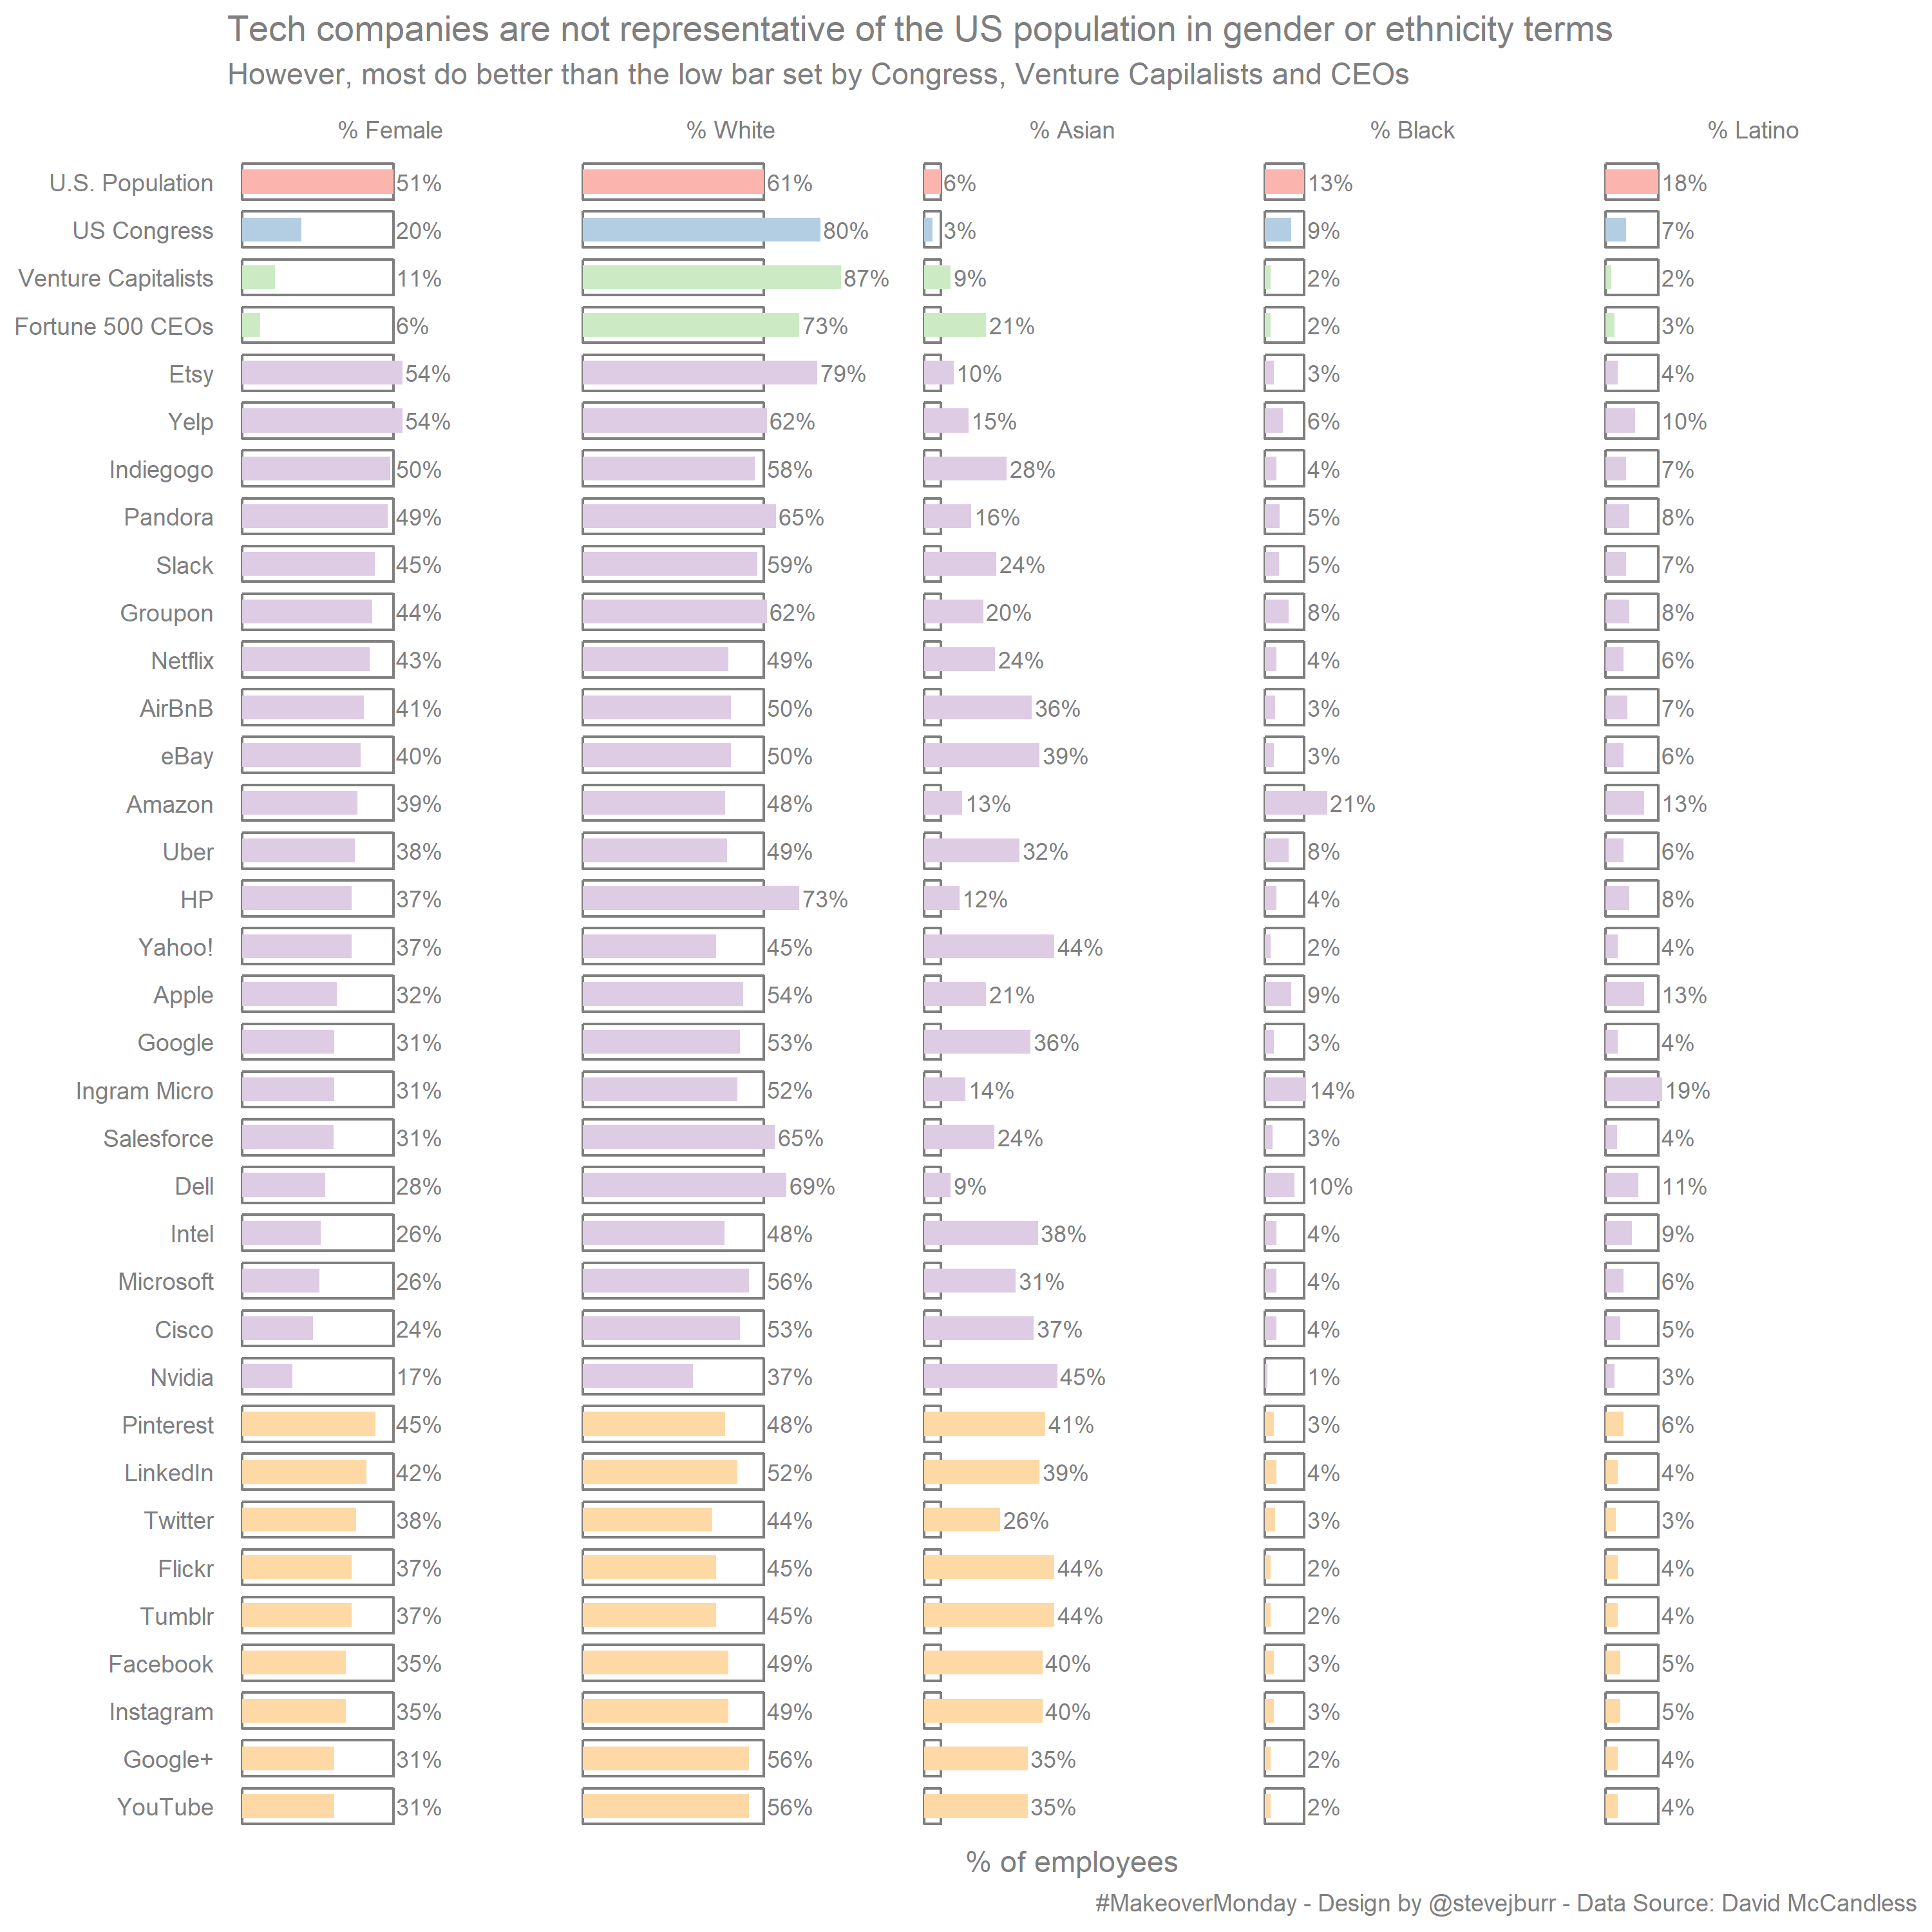 Tech companies are not representative of the US population in gender or ethnicity terms
However, most do better than the low bar set by Congress, Venture Capilalists and CEOs
% Female % White % Asian % Black % Latino
U.S. Population 51% 61% 6% 13% 18%
US Congress 20% 80% 3% 9% 7%
Venture Capitalists 11% 87% 9% 2% 2%
Fortune 500 CEOs 6% 73% 21% 2% 3%
Etsy 54% 79% 10% 3% 4%
Yelp 54% 62% 15% 6% 10%
Indiegogo 50% 58% 28% 4% 7%
Pandora 49% 65% 16% 5% 8%
Slack 45% 59% 24% 5% 7%
Groupon 44% 62% 20% 8% 8%
Netflix 43% 49% 24% 4% 6%
AirBnB 41% 50% 36% 3% 7%
eBay 40% 50% 39% 3% 6%
Amazon 39% 48% 13% 21% 13%
Uber 38% 49% 32% 8% 6%
HP 37% 73% 12% 4% 8%
Yahoo! 37% 45% 44% 2% 4%
Apple 32% 54% 21% 9% 13%
Google 31% 53% 36% 3% 4%
Ingram Micro 31% 52% 14% 14% 19%
Salesforce 31% 65% 24% 3% 4%
Dell 28% 69% 9% 10% 11%
Intel 26% 48% 38% 4% 9%
Microsoft 26% 56% 31% 4% 6%
Cisco 24% 53% 37% 4% 5%
Nvidia 17% 37% 45% 1% 3%
Pinterest 45% 48% 41% 3% 6%
LinkedIn 42% 52% 39% 4% 4%
Twitter 38% 44% 26% 3% 3%
Flickr 37% 45% 44% 2% 4%
Tumblr 37% 45% 44% 2% 4%
Facebook 35% 49% 40% 3% 5%
Instagram 35% 49% 40% 3% 5%
Google+ 31% 56% 35% 2% 4%
YouTube 31% 56% 35% 2% 4%
% of employees
#MakeoverMonday - Design by @stevejburr - Data Source: David McCandless